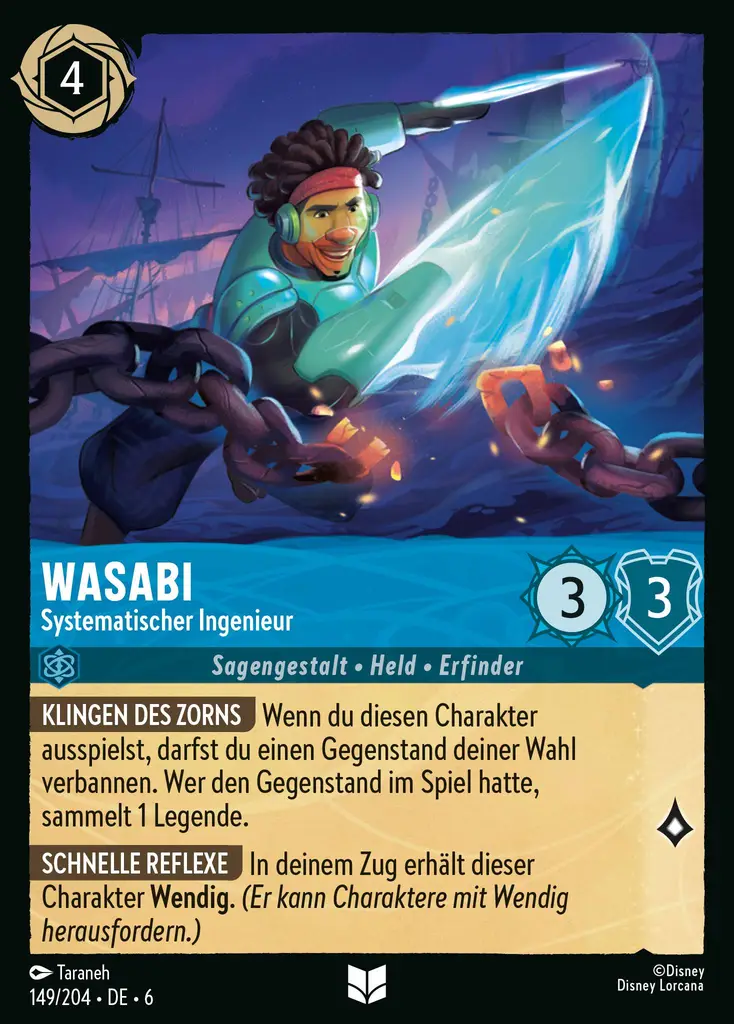 4
WASABI
Systematischer Ingenieur
3
3
Sagengestalt • Held • Erfinder
KLINGEN DES ZORNS Wenn du diesen Charakter
ausspielst, darfst du einen Gegenstand deiner Wahl
verbannen. Wer den Gegenstand im Spiel hatte,
sammelt 1 Legende.
SCHNELLE REFLEXE In deinem Zug erhält dieser
Charakter Wendig. (Er kann Charaktere mit Wendig
herausfordern.)
Taraneh
149/204 • DE • 6
©Disney
Disney Lorcana